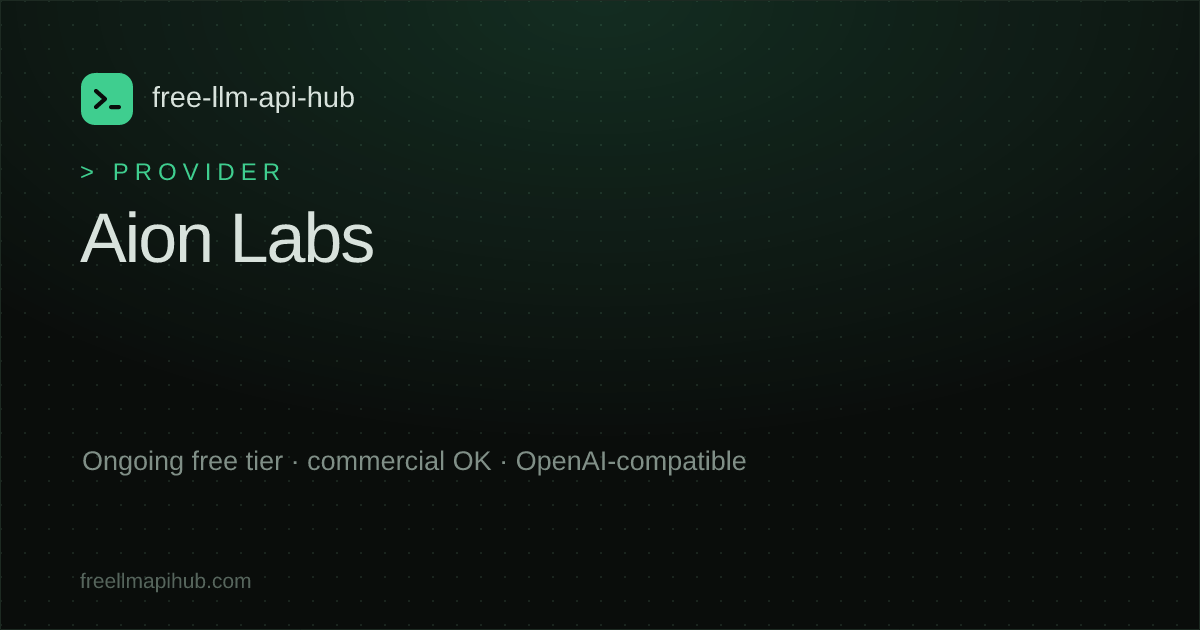 free-llm-api-hub
> PROVIDER
Aion Labs
Ongoing free tier · commercial OK · OpenAI-compatible
freellmapihub.com